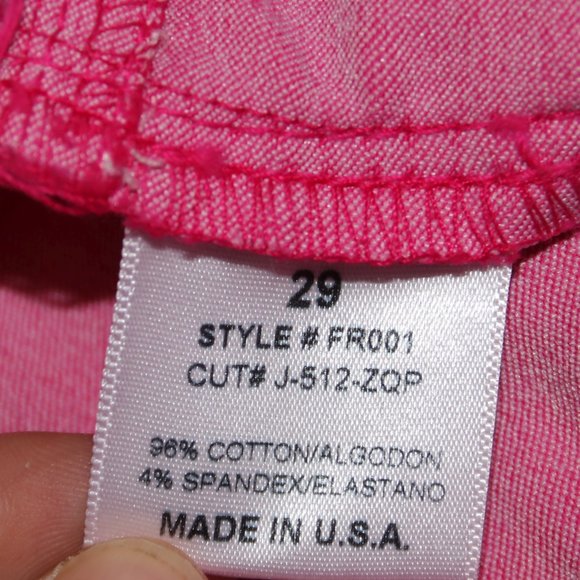 29
STYLE # FR001
CUT# J-512-ZQP
96% COTTON/ALGODON
4% SPANDEX/ELASTANO
MADE IN U.S.A.